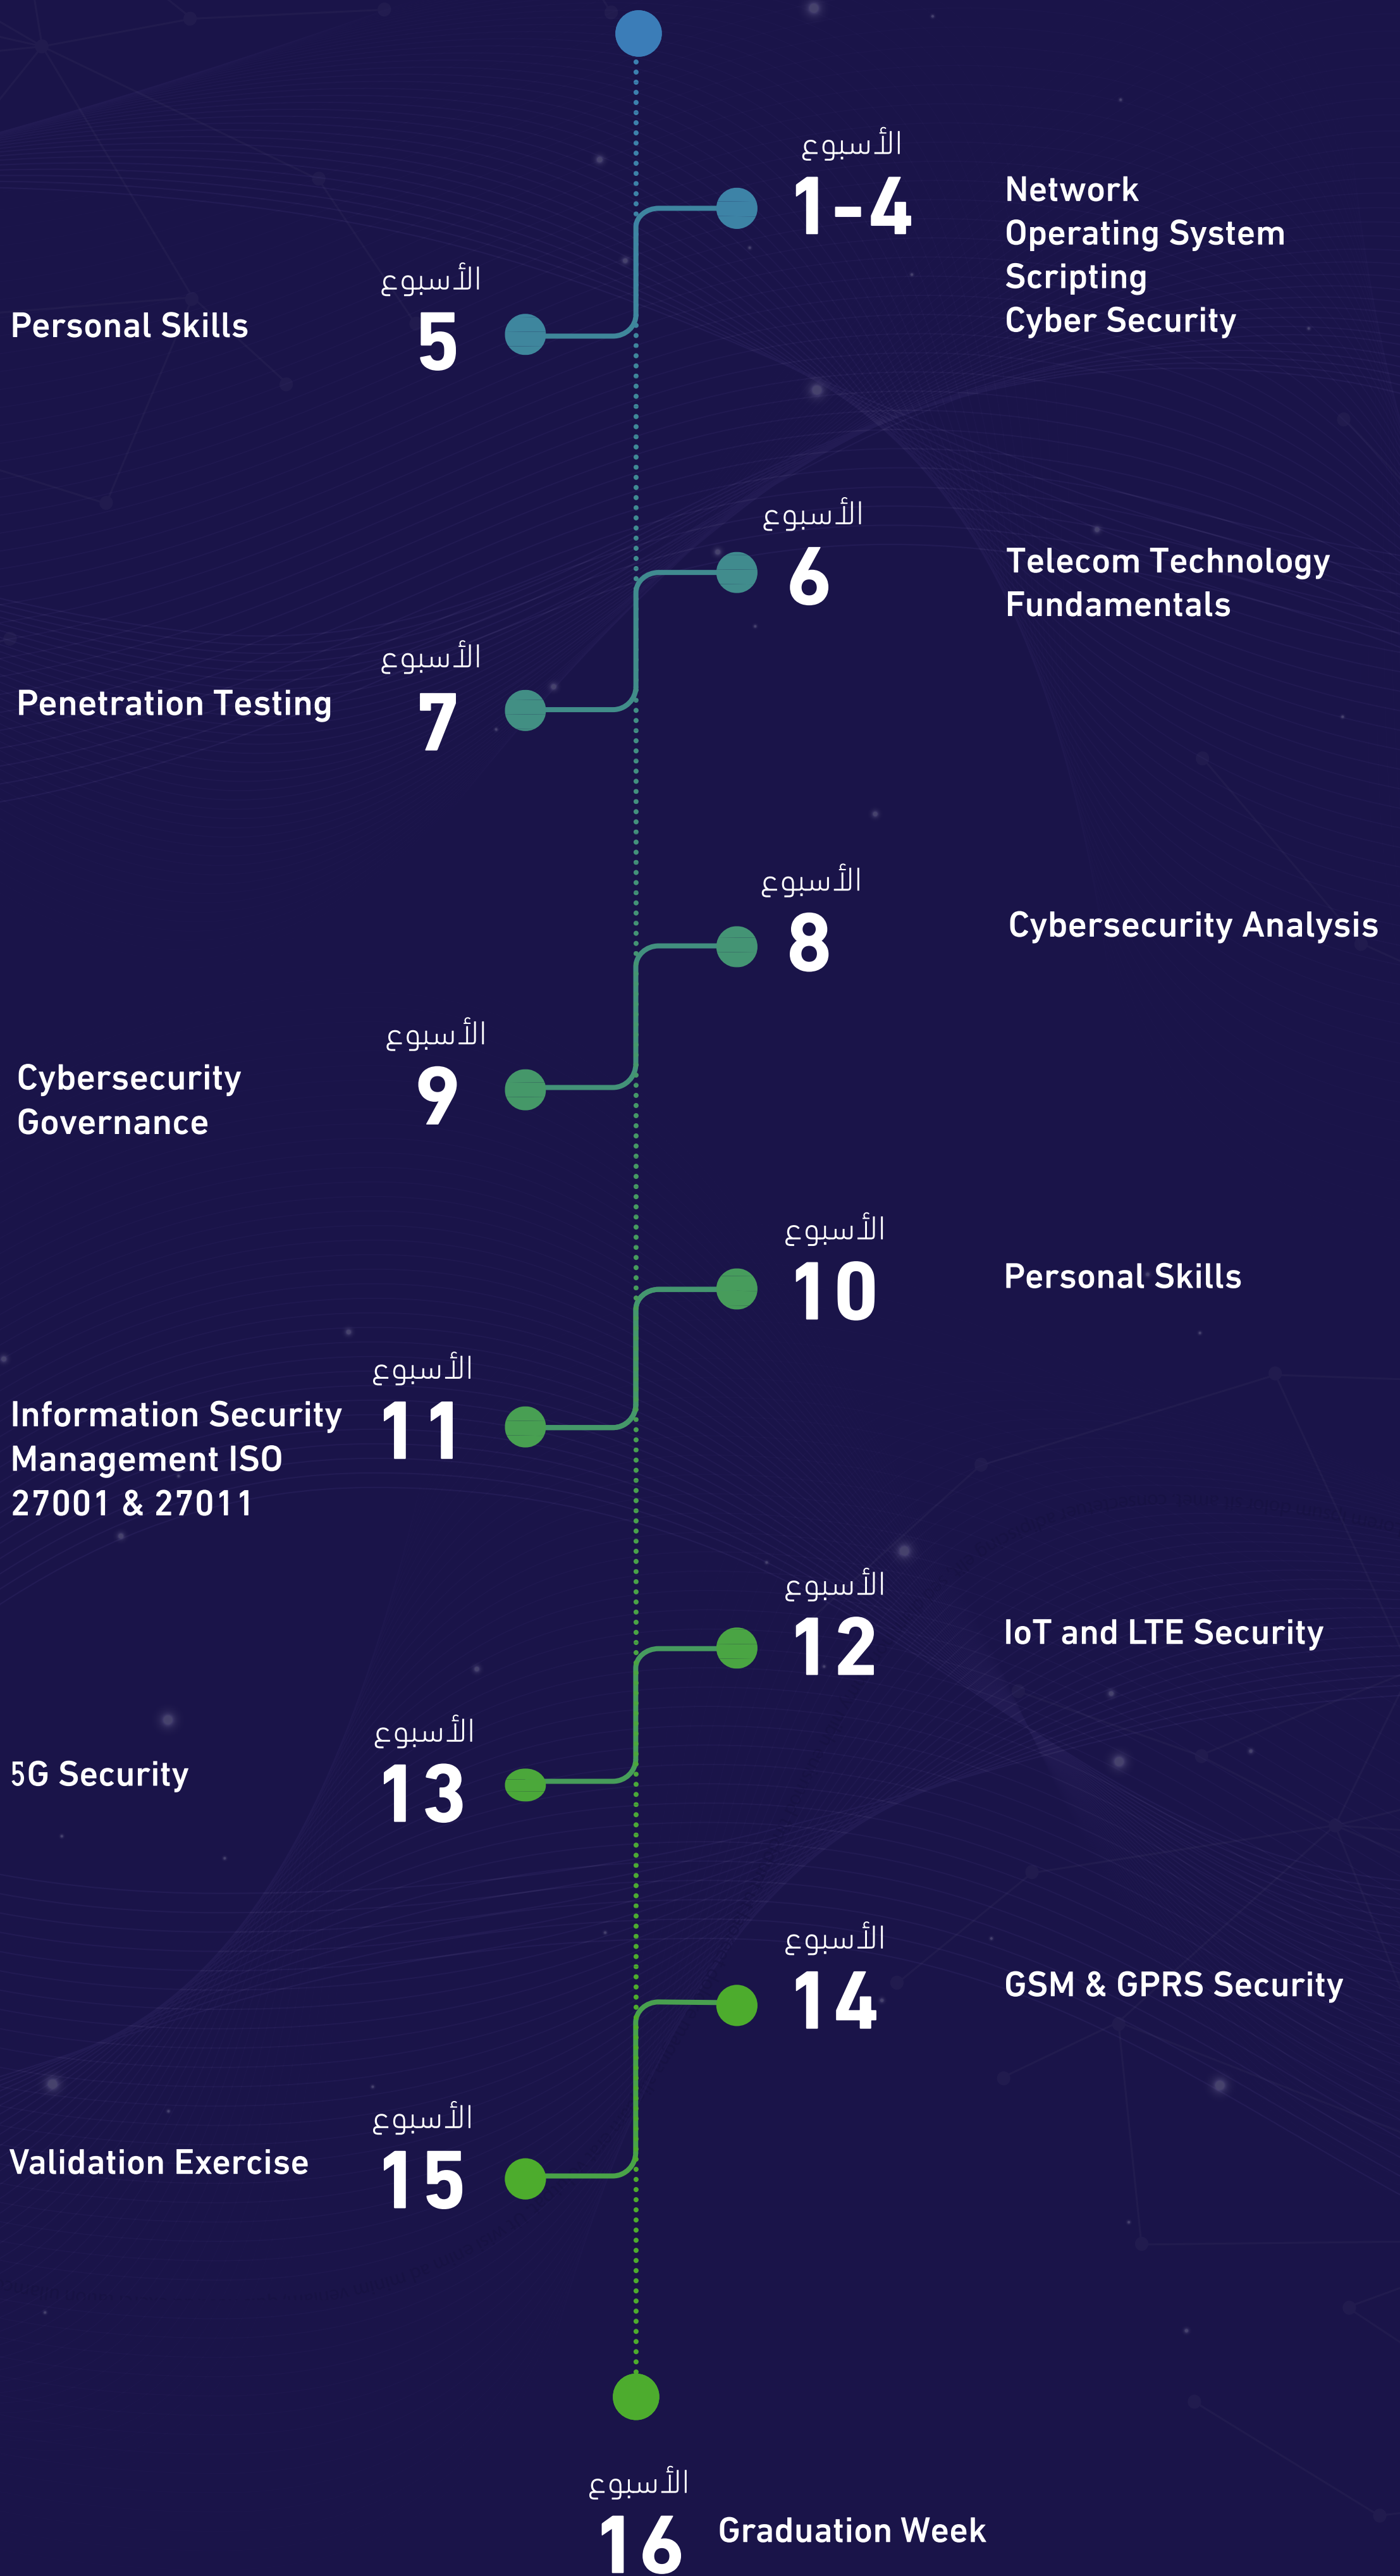 الأسبوع
1-4
Network
Operating System
Scripting
Cyber Security
الأسبوع
5
Personal Skills
الأسبوع
6
Telecom Technology
Fundamentals
الأسبوع
7
Penetration Testing
الأسبوع
8
Cybersecurity Analysis
الأسبوع
9
Cybersecurity
Governance
الأسبوع
10
Personal Skills
الأسبوع
11
Information Security
Management ISO
27001 & 27011
الأسبوع
12
IoT and LTE Security
الأسبوع
13
5G Security
الأسبوع
14
GSM & GPRS Security
الأسبوع
15
Validation Exercise
الأسبوع
16
Graduation Week